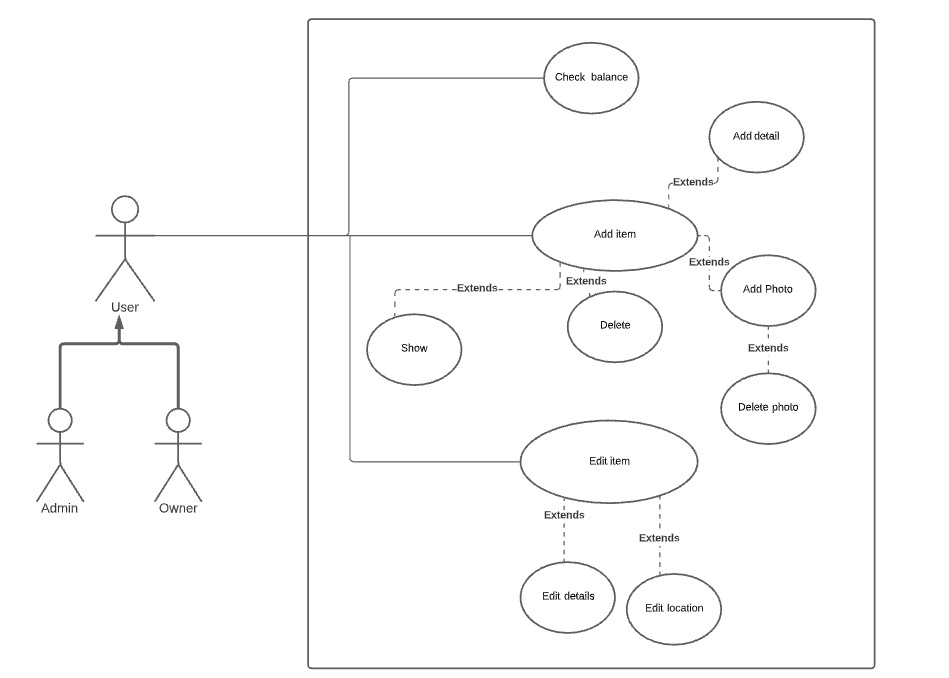 Check balance
Add detail
Extends
Add item
Extends
Extends
Extends
Add Photo
User
Show
Delete
Extends
Delete photo
Edit item
Admin
Owner
Extends
Extends
Edit details
Edit location